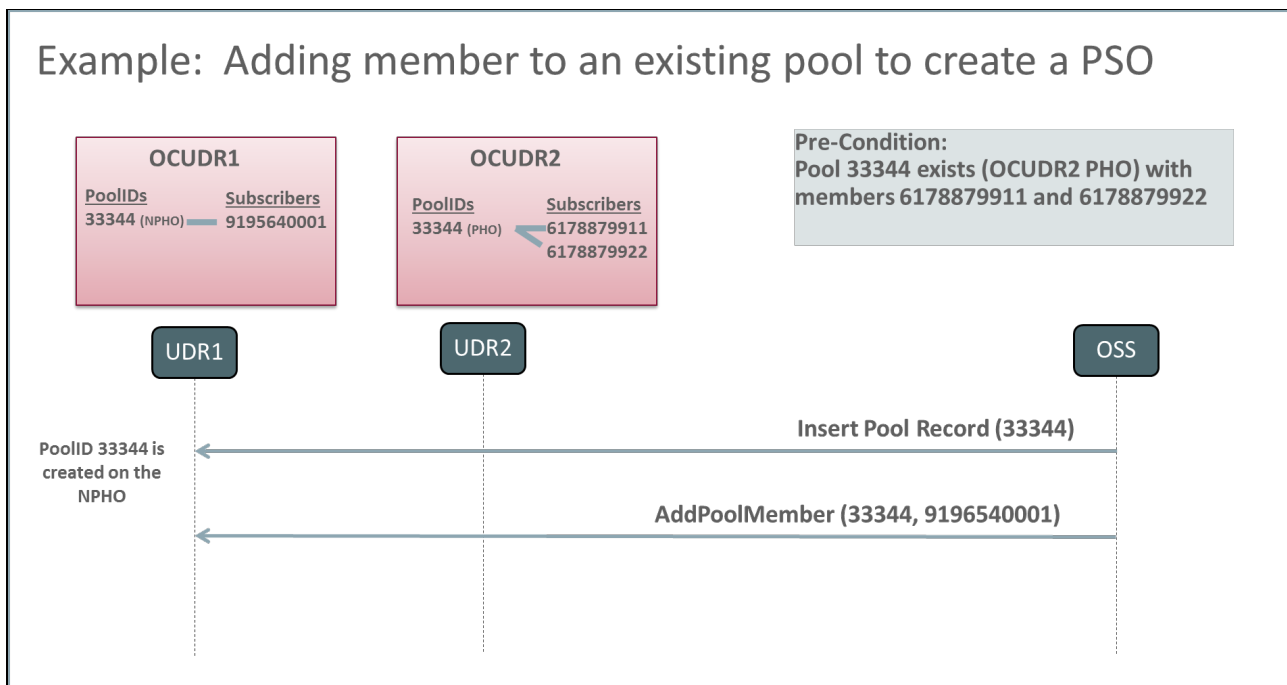 Example: Adding member to an existing pool to create a PSO
OCUDR1
PoolIDs Subscribers
33344 (NPHO) 9195640001
OCUDR2
PoolIDs Subscribers
33344 (PHO) 6178879911
6178879922
Pre-Condition:
Pool 33344 exists (OCUDR2 PHO) with
members 6178879911 and 6178879922
UDR1
UDR2
OSS
Insert Pool Record (33344)
PoolID 33344 is
created on the
NPHO
AddPoolMember (33344, 9196540001)